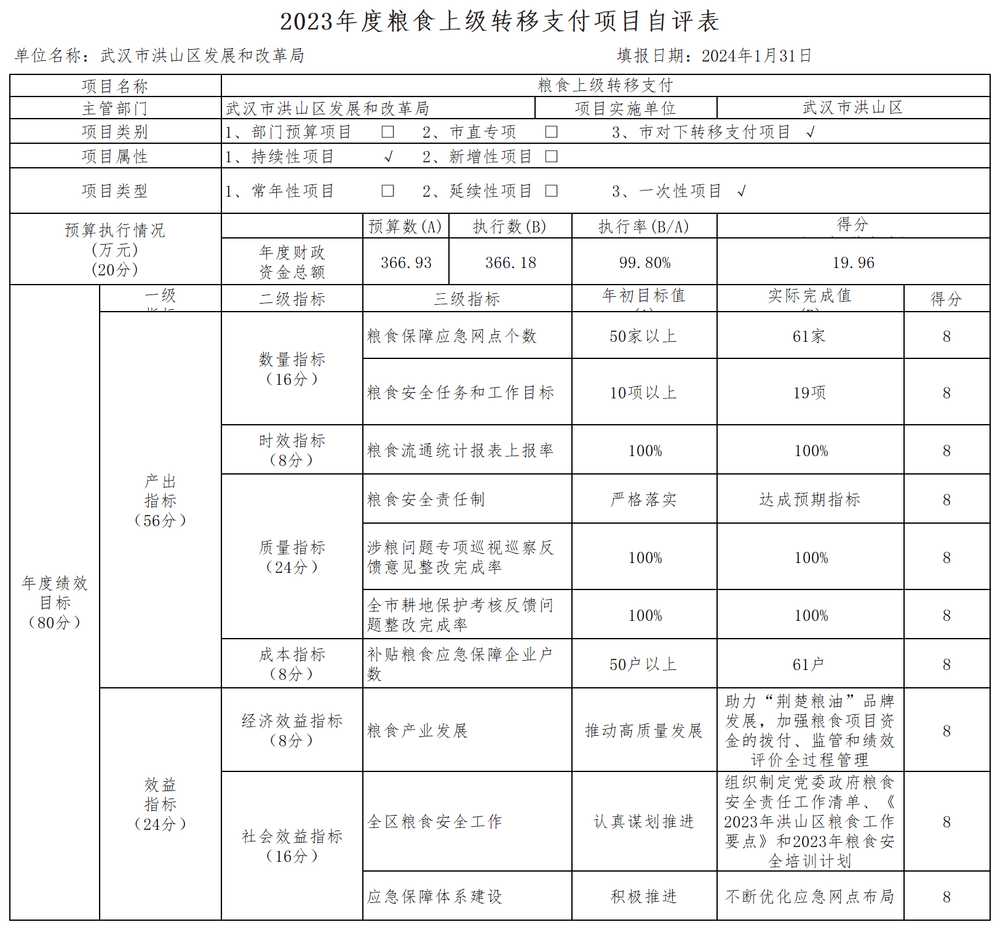 2023年度粮食上级转移支付项目自评表
单位名称：武汉市洪山区发展和改革局 填报日期：2024年1月31日
项目名称 粮食上级转移支付
主管部门 武汉市洪山区发展和改革局 项目实施单位 武汉市洪山区
项目类别 1、部门预算项目 □ 2、市直专项 □ 3、市对下转移支付项目 √
项目属性 1、持续性项目 √ 2、新增性项目 □
项目类型 1、常年性项目 □ 2、延续性项目 □ 3、一次性项目 √
预算执行情况
(万元)
(20分)
预算数(A) 执行数(B) 执行率(B/A) 得分
年度财政
资金总额
366.93 366.18 99.80% 19.96
年度绩效
目标
（80分）
一级
二级指标 三级指标 年初目标值 实际完成值 得分
产出
指标
（56分）
数量指标
（16分）
粮食保障应急网点个数 50家以上 61家 8
粮食安全任务和工作目标 10项以上 19项 8
时效指标
（8分）
粮食流通统计报表上报率 100% 100% 8
质量指标
（24分）
粮食安全责任制 严格落实 达成预期指标 8
涉粮问题专项巡视巡察反
馈意见整改完成率
100% 100% 8
全市耕地保护考核反馈问
题整改完成率
100% 100% 8
成本指标
（8分）
补贴粮食应急保障企业户
数
50户以上 61户 8
效益
指标
（24分）
经济效益指标
（8分）
粮食产业发展 推动高质量发展
助力“荆楚粮油”品牌
发展，加强粮食项目资
金的拨付、监管和绩效
评价全过程管理
8
社会效益指标
（16分）
全区粮食安全工作 认真谋划推进
组织制定党委政府粮食
安全责任工作清单、《
2023年洪山区粮食工作
要点》和2023年粮食安
全培训计划
8
应急保障体系建设 积极推进 不断优化应急网点布局 8